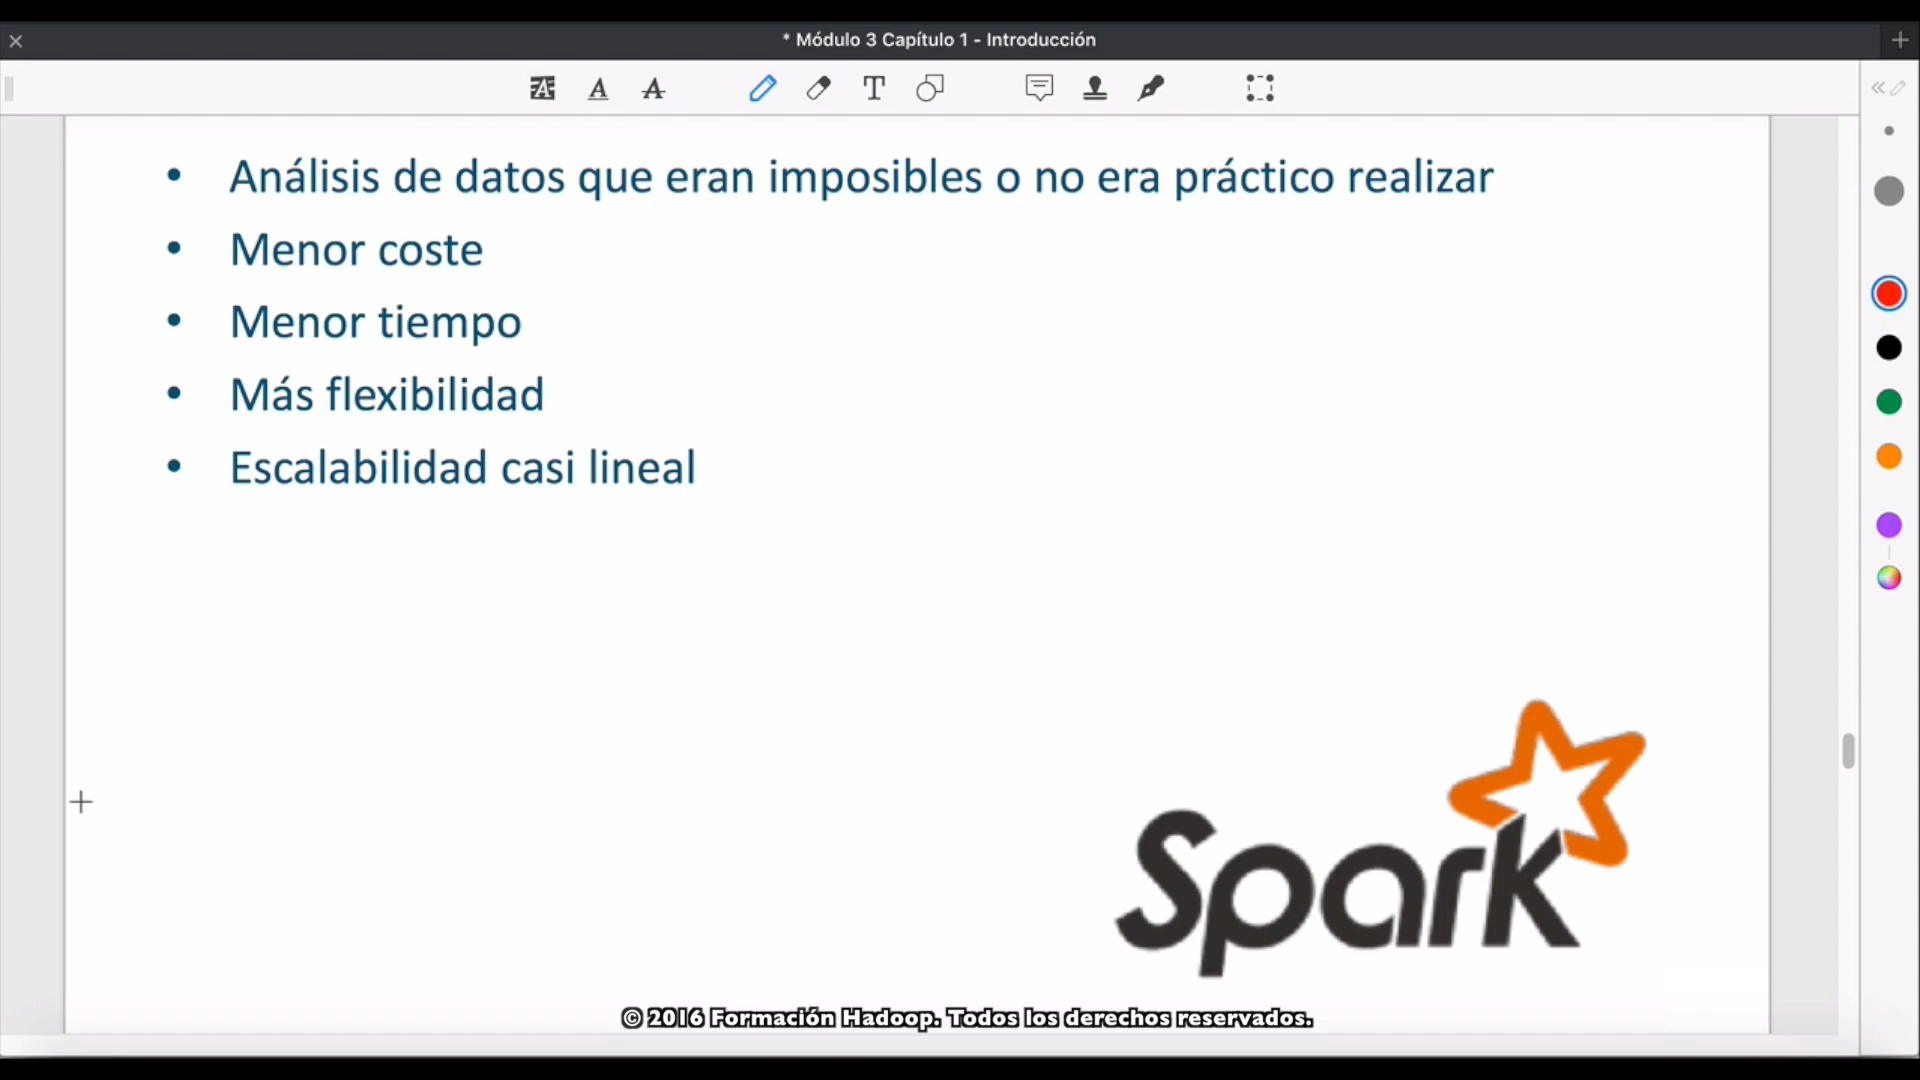 * Módulo 3 Capítulo 1 - Introducción
• Análisis de datos que eran imposibles o no era práctico realizar
• Menor coste
• Menor tiempo
• Más flexibilidad
• Escalabilidad casi lineal
Spark
© 2016 Formación Hadoop. Todos los derechos reservados.